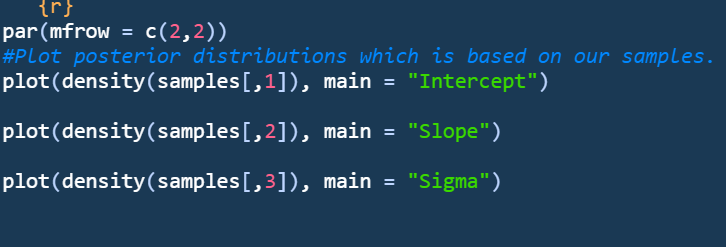 {r}
par(mfrow = c(2,2))
#Plot posterior distributions which is based on our samples.
plot(density(samples[,1]), main = "Intercept")
plot(density(samples[,2]), main = "Slope")
plot(density(samples[,3]), main = "Sigma")